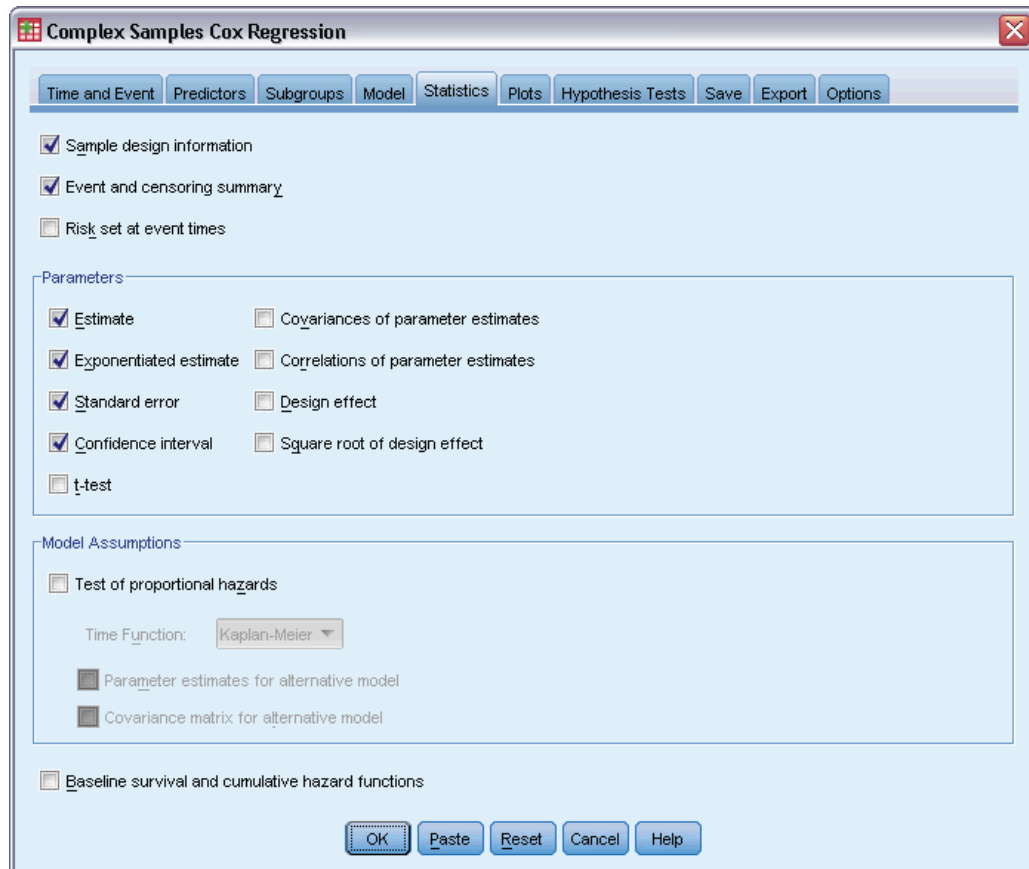 Complex Samples Cox Regression
Time and Event Predictors Subgroups Model Statistics Plots Hypothesis Tests Save Export Options
Sample design information
Event and censoring summary
Risk set at event times
Parameters
Estimate Covariances of parameter estimates
Exponentiated estimate Correlations of parameter estimates
Standard error Design effect
Confidence interval Square root of design effect
t-test
Model Assumptions
Test of proportional hazards
Time Function: Kaplan-Meier
Parameter estimates for alternative model
Covariance matrix for alternative model
Baseline survival and cumulative hazard functions
OK Paste Reset Cancel Help